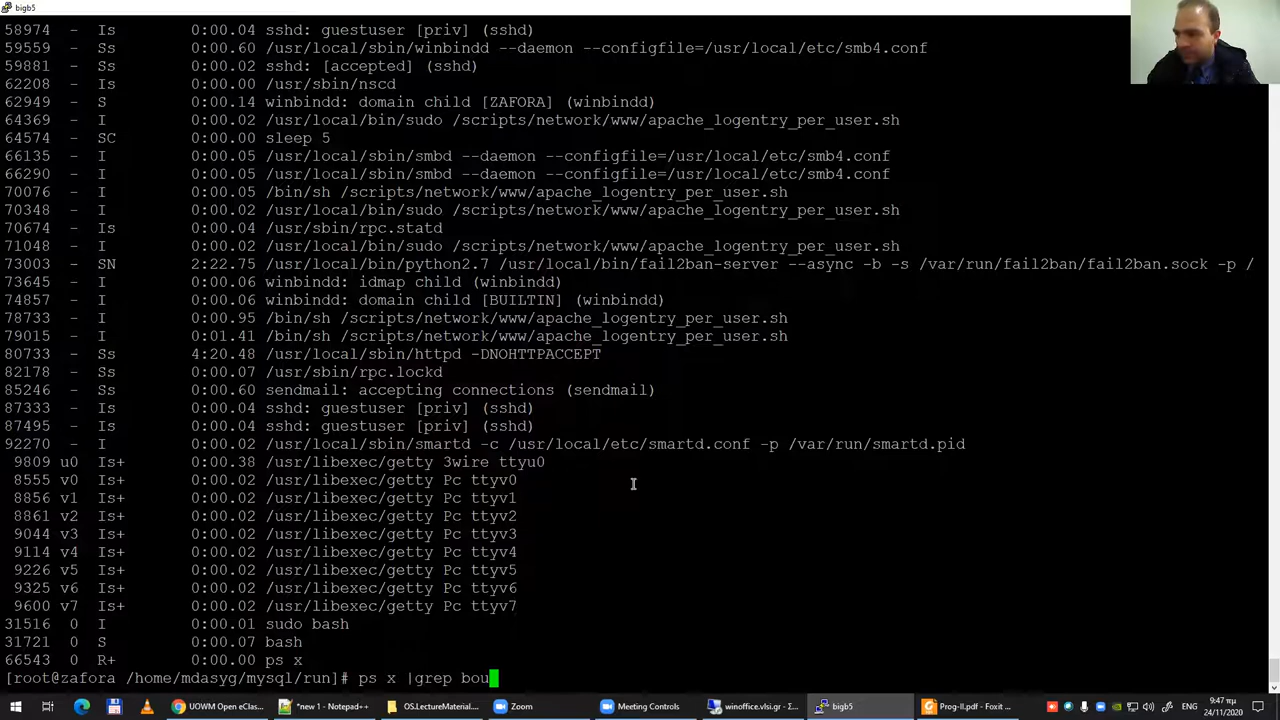 bigb5
58974 - Is 0:00.04 sshd: guestuser [priv] (sshd)
59559 - Ss 0:00.60 /usr/local/sbin/winbindd --daemon --configfile=/usr/local/etc/smb4.conf
59881 - Ss 0:00.02 sshd: [accepted] (sshd)
62208 - Is 0:00.00 /usr/sbin/nscd
62949 - S 0:00.14 winbindd: domain child [ZAFORA] (winbindd)
64369 - I 0:00.02 /usr/local/bin/sudo /scripts/network/www/apache_logentry_per_user.sh
64574 - SC 0:00.00 sleep 5
66135 - I 0:00.05 /usr/local/sbin/smbd --daemon --configfile=/usr/local/etc/smb4.conf
66290 - I 0:00.05 /usr/local/sbin/smbd --daemon --configfile=/usr/local/etc/smb4.conf
70076 - I 0:00.05 /bin/sh /scripts/network/www/apache_logentry_per_user.sh
70348 - I 0:00.02 /usr/local/bin/sudo /scripts/network/www/apache_logentry_per_user.sh
70674 - Is 0:00.04 /usr/sbin/rpc.statd
71048 - I 0:00.02 /usr/local/bin/sudo /scripts/network/www/apache_logentry_per_user.sh
73003 - SN 2:22.75 /usr/local/bin/python2.7 /usr/local/bin/fail2ban-server --async -b -s /var/run/fail2ban/fail2ban.sock -p /
73645 - I 0:00.06 winbindd: idmap child (winbindd)
74857 - I 0:00.06 winbindd: domain child [BUILTIN] (winbindd)
78733 - I 0:00.95 /bin/sh /scripts/network/www/apache_logentry_per_user.sh
79015 - I 0:01.41 /bin/sh /scripts/network/www/apache_logentry_per_user.sh
80733 - Ss 4:20.48 /usr/local/sbin/httpd -DNOHTTPACCEPT
82178 - Ss 0:00.07 /usr/sbin/rpc.lockd
85246 - Ss 0:00.60 sendmail: accepting connections (sendmail)
87333 - Is 0:00.04 sshd: guestuser [priv] (sshd)
87495 - Is 0:00.04 sshd: guestuser [priv] (sshd)
92270 - I 0:00.02 /usr/local/sbin/smartd -c /usr/local/etc/smartd.conf -p /var/run/smartd.pid
9809 u0 Is+ 0:00.38 /usr/libexec/getty 3wire ttyu0
8555 v0 Is+ 0:00.02 /usr/libexec/getty Pc ttyv0
8856 v1 Is+ 0:00.02 /usr/libexec/getty Pc ttyv1
8861 v2 Is+ 0:00.02 /usr/libexec/getty Pc ttyv2
9044 v3 Is+ 0:00.02 /usr/libexec/getty Pc ttyv3
9114 v4 Is+ 0:00.02 /usr/libexec/getty Pc ttyv4
9226 v5 Is+ 0:00.02 /usr/libexec/getty Pc ttyv5
9325 v6 Is+ 0:00.02 /usr/libexec/getty Pc ttyv6
9600 v7 Is+ 0:00.02 /usr/libexec/getty Pc ttyv7
31516 0 I 0:00.01 sudo bash
31721 0 S 0:00.07 bash
66543 0 R+ 0:00.00 ps x
[root@zafora /home/mdasyg/mysql/run]# ps x |grep bou
UOWM Open eClas... *new 1 - Notepad++ OS.LectureMaterial... Zoom Meeting Controls winoffice.vlsi.gr - Σ... bigb5 Prog-II.pdf - Foxit ... 9:47 πμ
24/11/2020